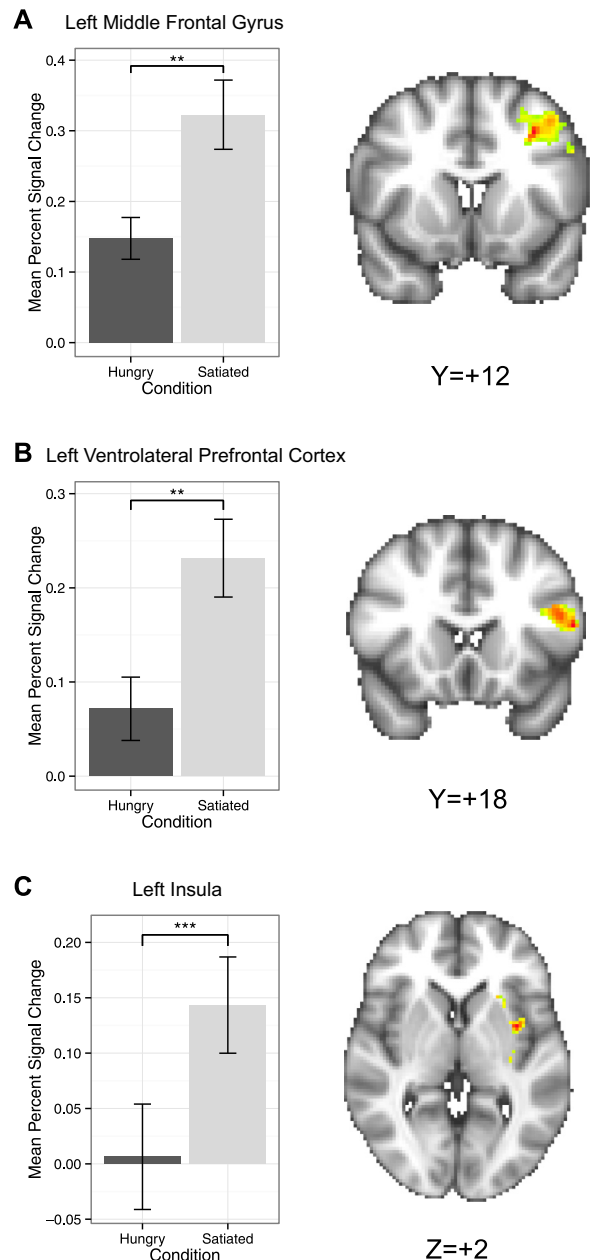 A Left Middle Frontal Gyrus
Mean Percent Signal Change
0.4
0.3
0.2
0.1
0.0
**
Hungry Satiated
Condition
Y=+12
B Left Ventrolateral Prefrontal Cortex
Mean Percent Signal Change
0.3
0.2
0.1
0.0
**
Hungry Satiated
Condition
Y=+18
C Left Insula
Mean Percent Signal Change
0.20
0.15
0.10
0.05
0.00
−0.05
***
Hungry Satiated
Condition
Z=+2